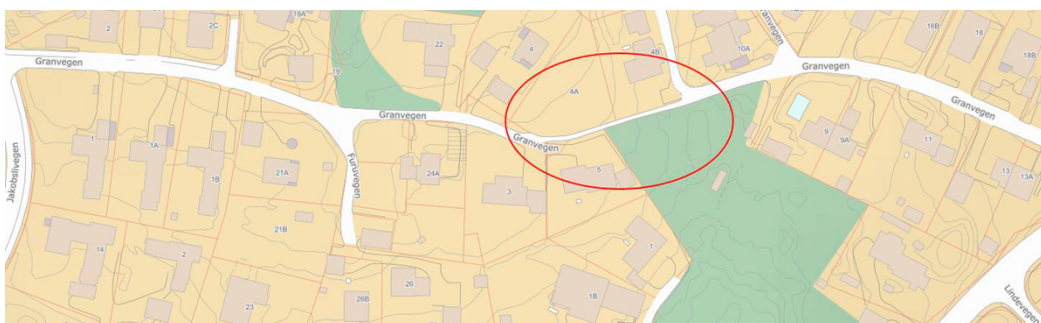 2
2C
19A
22
4
4B
10A
16B
18
18B
Granvegen
19
4A
Granvegen
Granvegen
Granvegen
Granvegen
1
1A
1B
21A
Furuvegen
24A
3
5
9
9A
11
13
13A
Jakobslivegen
21B
14
2
1
23
26B
26
1B
Lindevegen